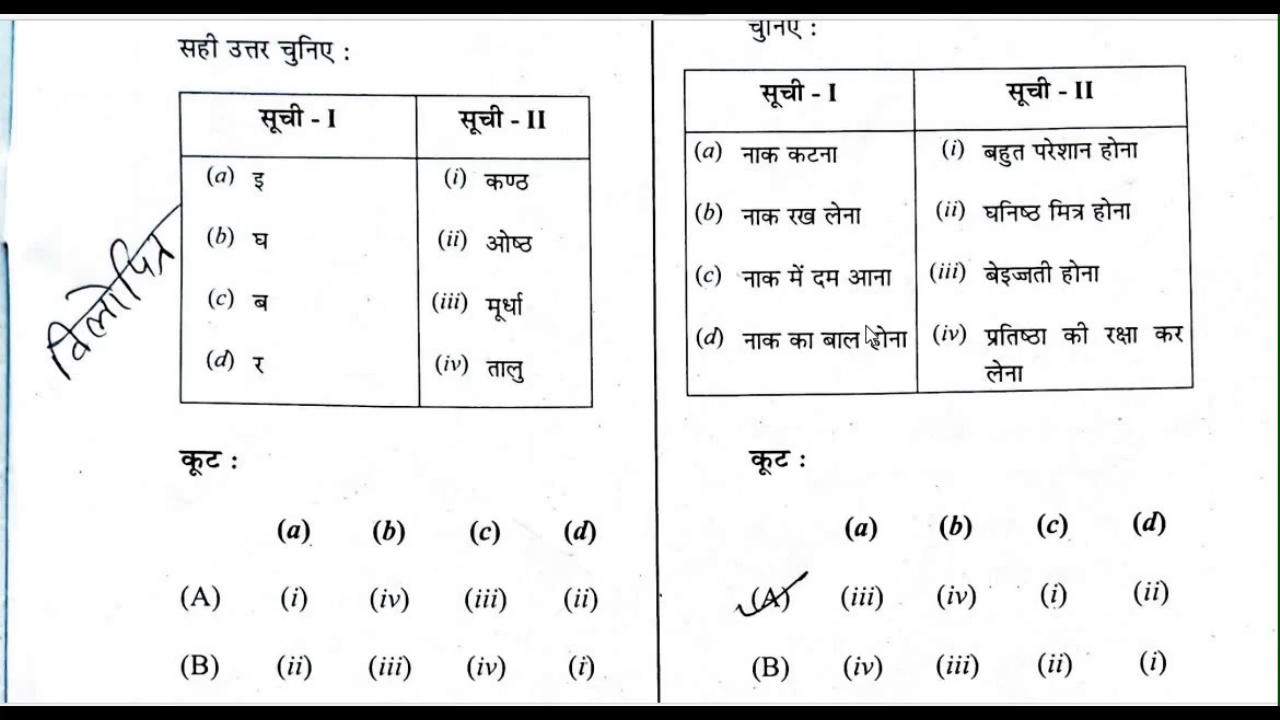 सही उत्तर चुनिए :
सूची - I सूची - II
(a) इ (i) कण्ठ
(b) घ (ii) ओष्ठ
(c) ब (iii) मूर्धा
(d) र (iv) तालु
विलोपित
कूट :
(a) (b) (c) (d)
(A) (i) (iv) (iii) (ii)
(B) (ii) (iii) (iv) (i)
चुनिए :
सूची - I सूची - II
(a) नाक कटना (i) बहुत परेशान होना
(b) नाक रख लेना (ii) घनिष्ठ मित्र होना
(c) नाक में दम आना (iii) बेइज्जती होना
(d) नाक का बाल होना (iv) प्रतिष्ठा की रक्षा कर
लेना
कूट :
(a) (b) (c) (d)
(A) (iii) (iv) (i) (ii)
(B) (iv) (iii) (ii) (i)